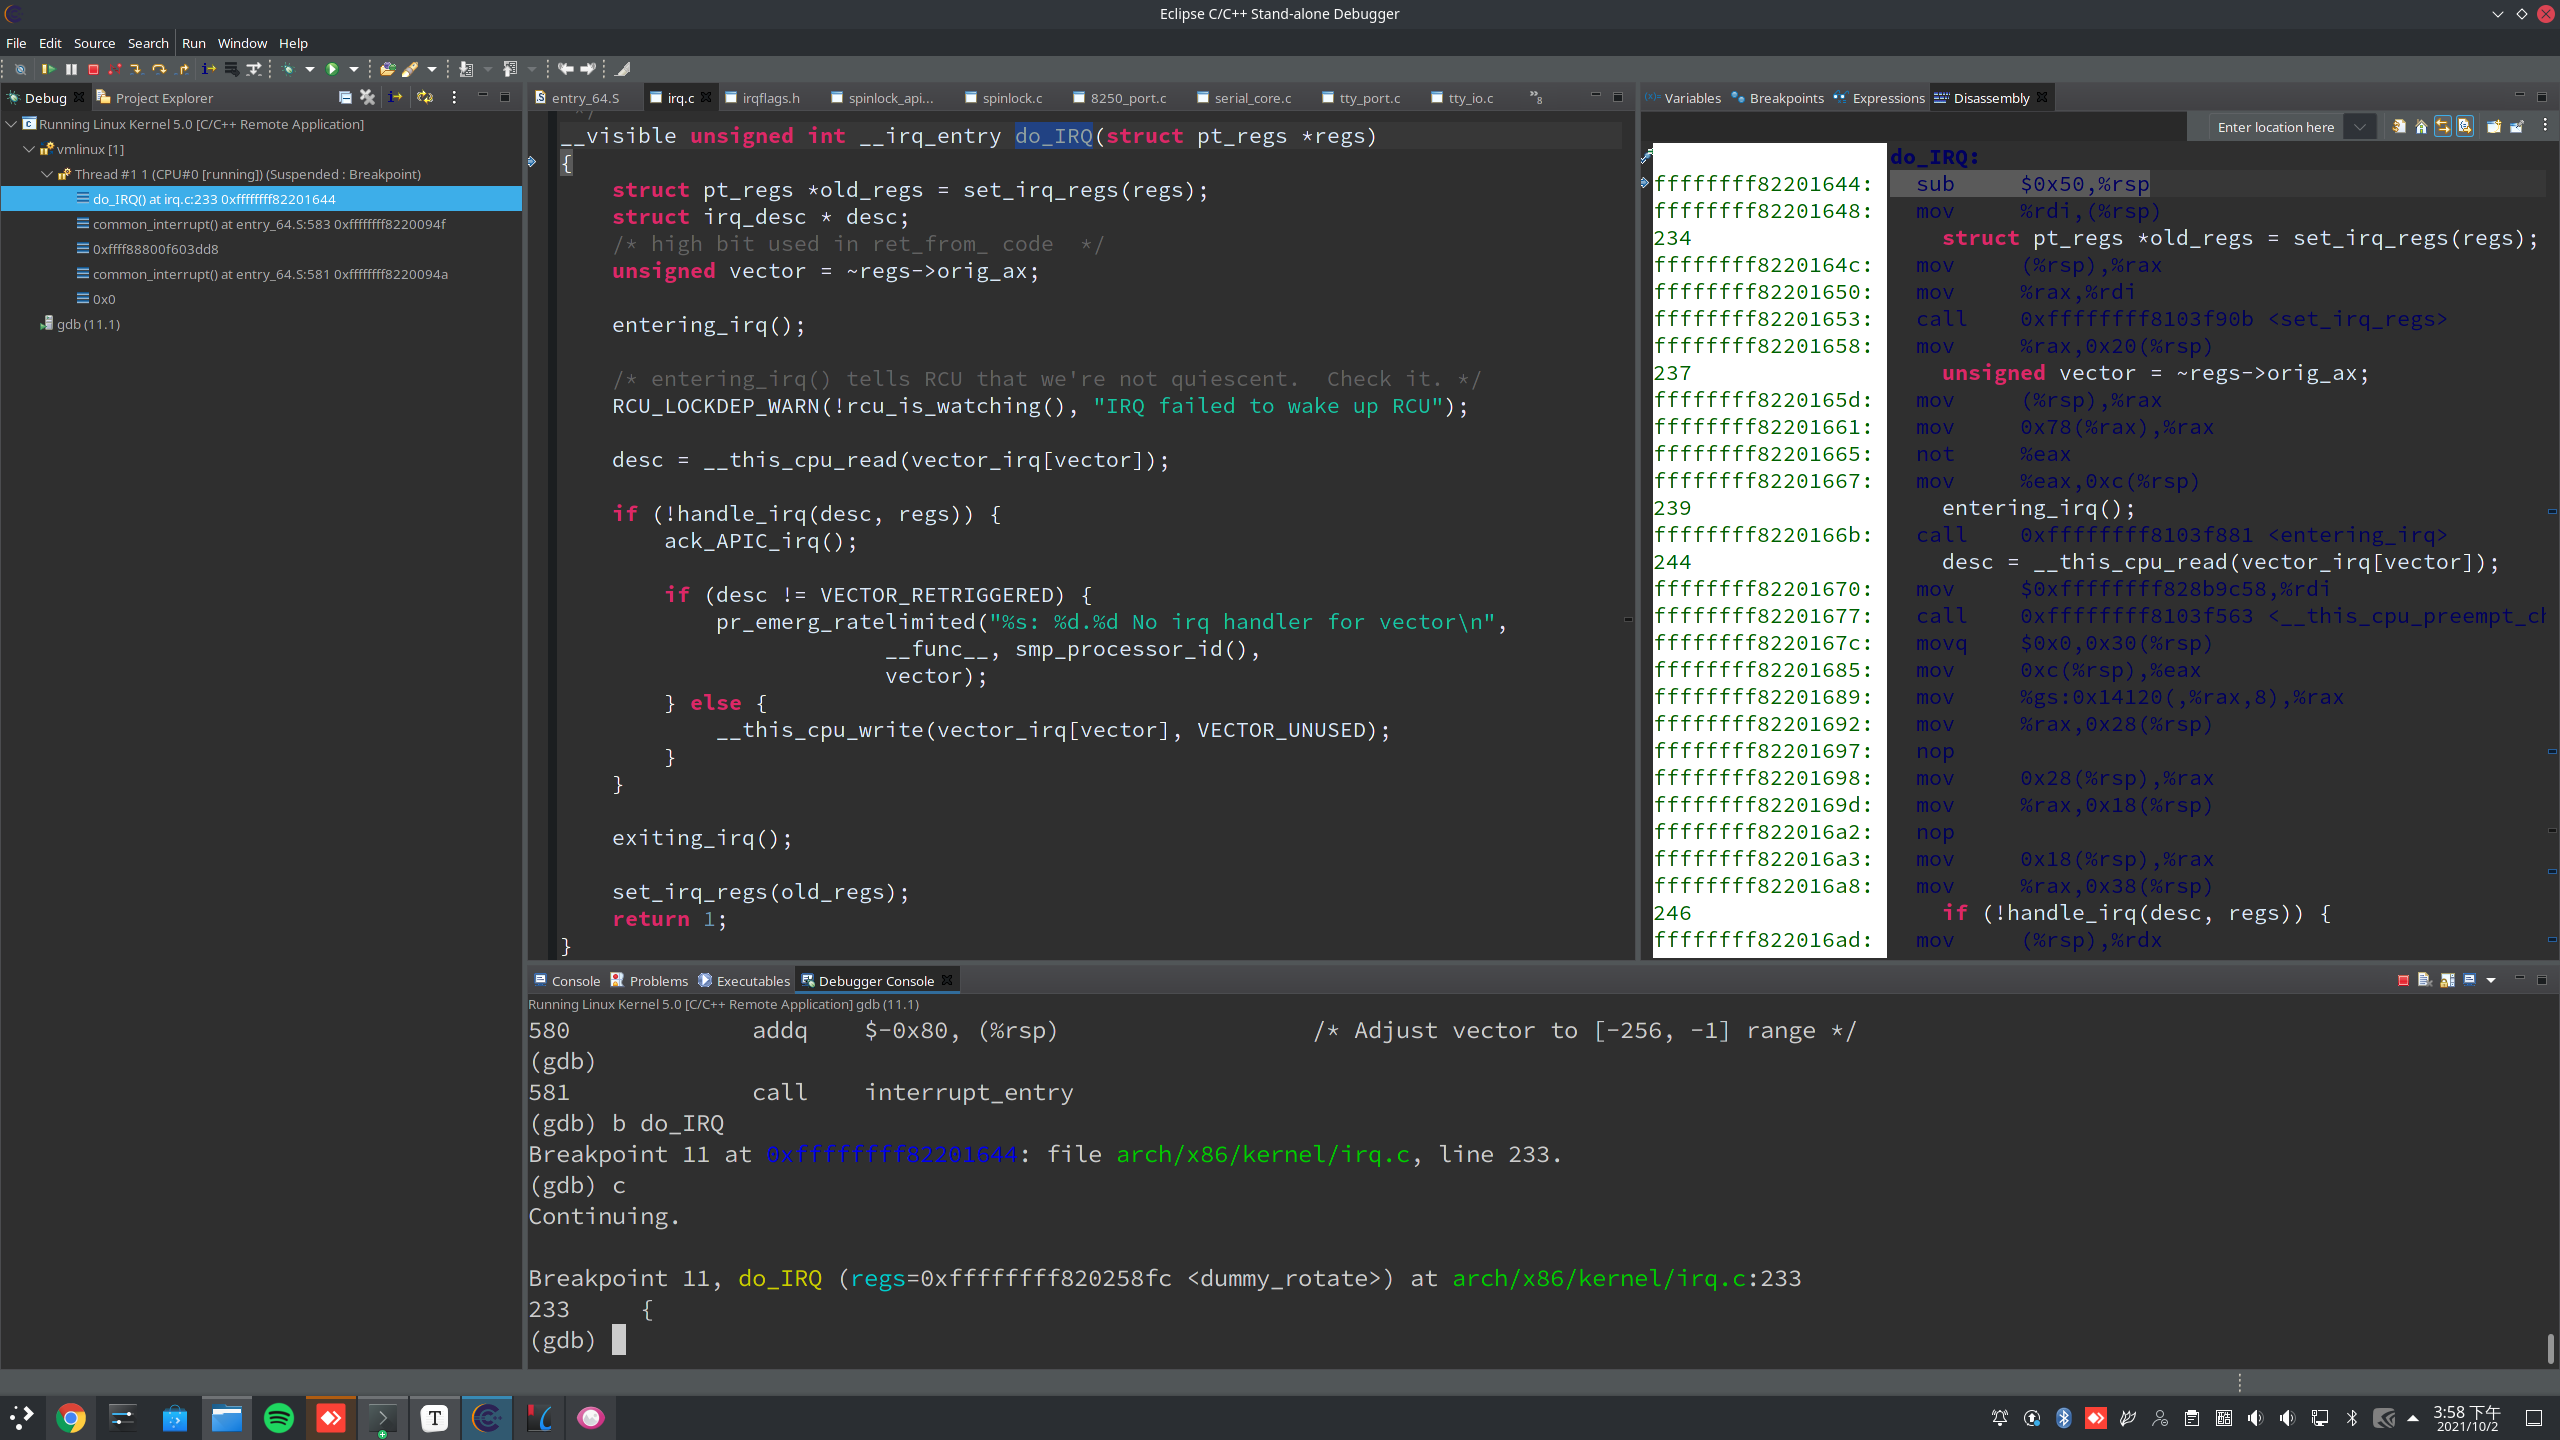 Eclipse C/C++ Stand-alone Debugger
File Edit Source Search Run Window Help
Debug Project Explorer
Running Linux Kernel 5.0 [C/C++ Remote Application]
vmlinux [1]
Thread #1 1 (CPU#0 [running]) (Suspended : Breakpoint)
do_IRQ() at irq.c:233 0xffffffff82201644
common_interrupt() at entry_64.S:583 0xffffffff8220094f
0xffff88800f603dd8
common_interrupt() at entry_64.S:581 0xffffffff8220094a
0x0
gdb (11.1)
entry_64.S irq.c irqflags.h spinlock_api... spinlock.c 8250_port.c serial_core.c tty_port.c tty_io.c »8
*/
__visible unsigned int __irq_entry do_IRQ(struct pt_regs *regs)
{
struct pt_regs *old_regs = set_irq_regs(regs);
struct irq_desc * desc;
/* high bit used in ret_from_ code  */
unsigned vector = ~regs->orig_ax;
entering_irq();
/* entering_irq() tells RCU that we're not quiescent.  Check it. */
RCU_LOCKDEP_WARN(!rcu_is_watching(), "IRQ failed to wake up RCU");
desc = __this_cpu_read(vector_irq[vector]);
if (!handle_irq(desc, regs)) {
ack_APIC_irq();
if (desc != VECTOR_RETRIGGERED) {
pr_emerg_ratelimited("%s: %d.%d No irq handler for vector\n",
__func__, smp_processor_id(),
vector);
} else {
__this_cpu_write(vector_irq[vector], VECTOR_UNUSED);
}
}
exiting_irq();
set_irq_regs(old_regs);
return 1;
}
Variables Breakpoints Expressions Disassembly
Enter location here
do_IRQ:
ffffffff82201644: sub $0x50,%rsp
ffffffff82201648: mov %rdi,(%rsp)
234 struct pt_regs *old_regs = set_irq_regs(regs);
ffffffff8220164c: mov (%rsp),%rax
ffffffff82201650: mov %rax,%rdi
ffffffff82201653: call 0xffffffff8103f90b <set_irq_regs>
ffffffff82201658: mov %rax,0x20(%rsp)
237 unsigned vector = ~regs->orig_ax;
ffffffff8220165d: mov (%rsp),%rax
ffffffff82201661: mov 0x78(%rax),%rax
ffffffff82201665: not %eax
ffffffff82201667: mov %eax,0xc(%rsp)
239 entering_irq();
ffffffff8220166b: call 0xffffffff8103f881 <entering_irq>
244 desc = __this_cpu_read(vector_irq[vector]);
ffffffff82201670: mov $0xffffffff828b9c58,%rdi
ffffffff82201677: call 0xffffffff8103f563 <__this_cpu_preempt_ch
ffffffff8220167c: movq $0x0,0x30(%rsp)
ffffffff82201685: mov 0xc(%rsp),%eax
ffffffff82201689: mov %gs:0x14120(,%rax,8),%rax
ffffffff82201692: mov %rax,0x28(%rsp)
ffffffff82201697: nop
ffffffff82201698: mov 0x28(%rsp),%rax
ffffffff8220169d: mov %rax,0x18(%rsp)
ffffffff822016a2: nop
ffffffff822016a3: mov 0x18(%rsp),%rax
ffffffff822016a8: mov %rax,0x38(%rsp)
246 if (!handle_irq(desc, regs)) {
ffffffff822016ad: mov (%rsp),%rdx
Console Problems Executables Debugger Console
Running Linux Kernel 5.0 [C/C++ Remote Application] gdb (11.1)
580 addq $-0x80, (%rsp) /* Adjust vector to [-256, -1] range */
(gdb)
581 call interrupt_entry
(gdb) b do_IRQ
Breakpoint 11 at 0xffffffff82201644: file arch/x86/kernel/irq.c, line 233.
(gdb) c
Continuing.
Breakpoint 11, do_IRQ (regs=0xffffffff820258fc <dummy_rotate>) at arch/x86/kernel/irq.c:233
233 {
(gdb)
3:58 下午
2021/10/2